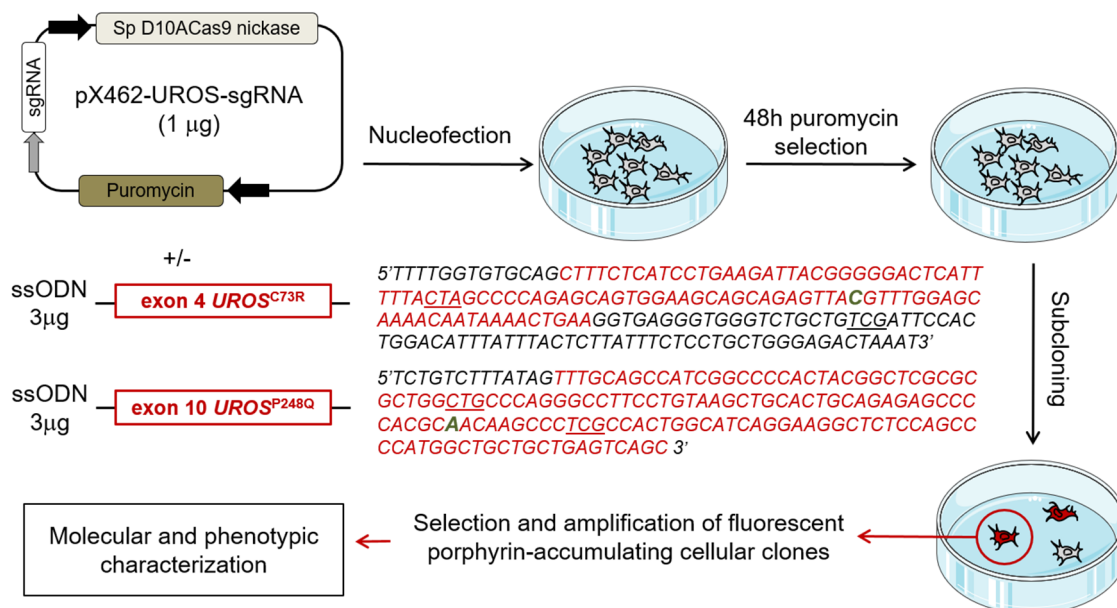 Sp D10ACas9 nickase
sgRNA
pX462-UROS-sgRNA
(1 µg)
Puromycin
Nucleofection
48h puromycin
selection
+/-
ssODN
3µg
exon 4 UROSC73R
5’TTTTGGTGTGCAGCTTTCTCATCCTGAAGATTACGGGGGACTCATT
TTTACTAGCCCCAGAGCAGTGGAAGCAGCAGAGTTACGTTTGGAGC
AAAACAATAAAACTGAAGGTGAGGGTGGGTCTGCTGTCGATTCCAC
TGGACATTTATTTACTCTTATTTCTCCTGCTGGGAGACTAAAT3’
ssODN
3µg
exon 10 UROSP248Q
5’TCTGTCTTTATAGTTTGCAGCCATCGGCCCCACTACGGCTCGCGC
GCTGGCTGCCCAGGGCCTTCCTGTAAGCTGCACTGCAGAGAGCCC
CACGCAACAAGCCCTCGCCACTGGCATCAGGAAGGCTCTCCAGCC
CCATGGCTGCTGCTGAGTCAGC 3’
Subcloning
Selection and amplification of fluorescent
porphyrin-accumulating cellular clones
Molecular and phenotypic
characterization